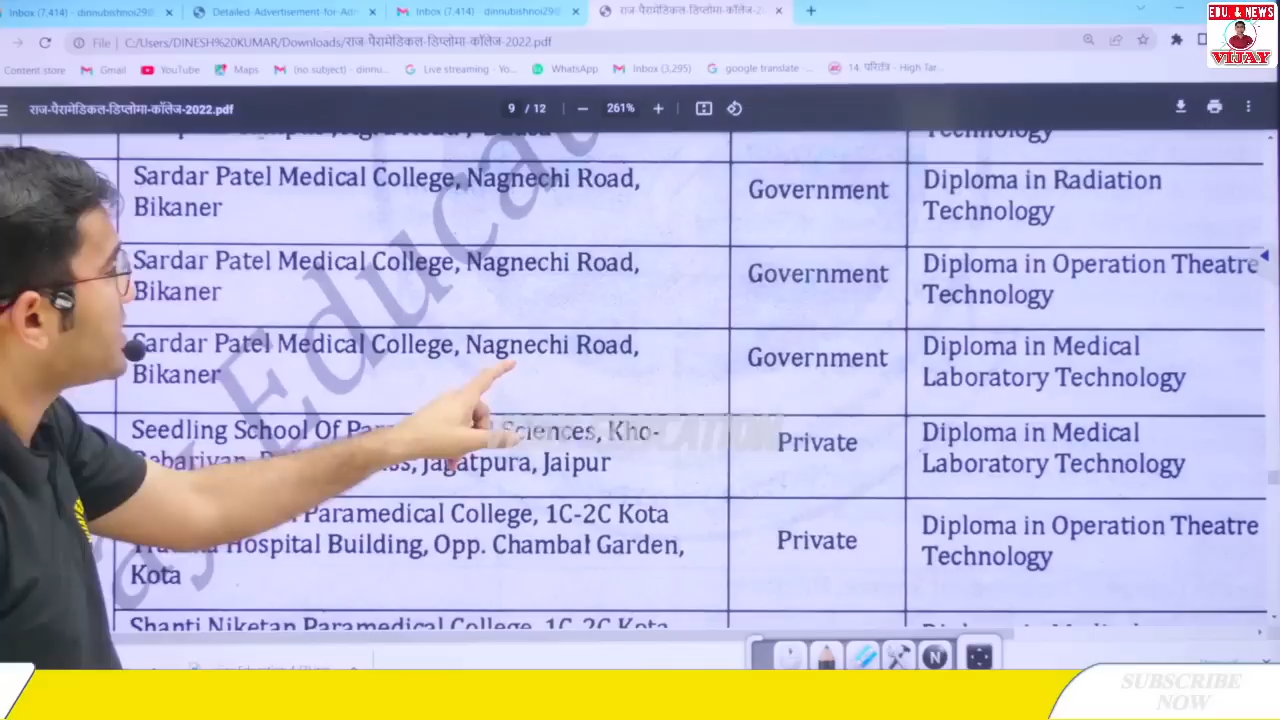 Inbox (7,414) dinnubishnoi29@
Detailed-Advertisement-for-Adm
Inbox (7,414) dinnubishnoi29@
राज-पैरामेडिकल-डिप्लोमा-कॉलेज-2
EDU. & NEWS
VIJAY
File
C:/Users/DINESH%20KUMAR/Downloads/राज-पैरामेडिकल-डिप्लोमा-कॉलेज-2022.pdf
Content store
Gmail
YouTube
Maps
(no subject) - dinnu...
Live streaming - Yo...
WhatsApp
Inbox (3,295)
google translate -...
14. परितंत्र - High Tar...
राज-पैरामेडिकल-डिप्लोमा-कॉलेज-2022.pdf
9 / 12
261%
Technology
Sardar Patel Medical College, Nagnechi Road,
Bikaner
Government
Diploma in Radiation
Technology
Sardar Patel Medical College, Nagnechi Road,
Bikaner
Government
Diploma in Operation Theatre
Technology
Sardar Patel Medical College, Nagnechi Road,
Bikaner
Government
Diploma in Medical
Laboratory Technology
Seedling School Of Sciences, Kho-
Jagatpura, Jaipur
Private
Diploma in Medical
Laboratory Technology
Paramedical College, 1C-2C Kota
Hospital Building, Opp. Chambal Garden,
Kota
Private
Diploma in Operation Theatre
Technology
Shanti Niketan Paramedical College, 1C-2C Kota
Diploma in Medical
SUBSCRIBE
NOW